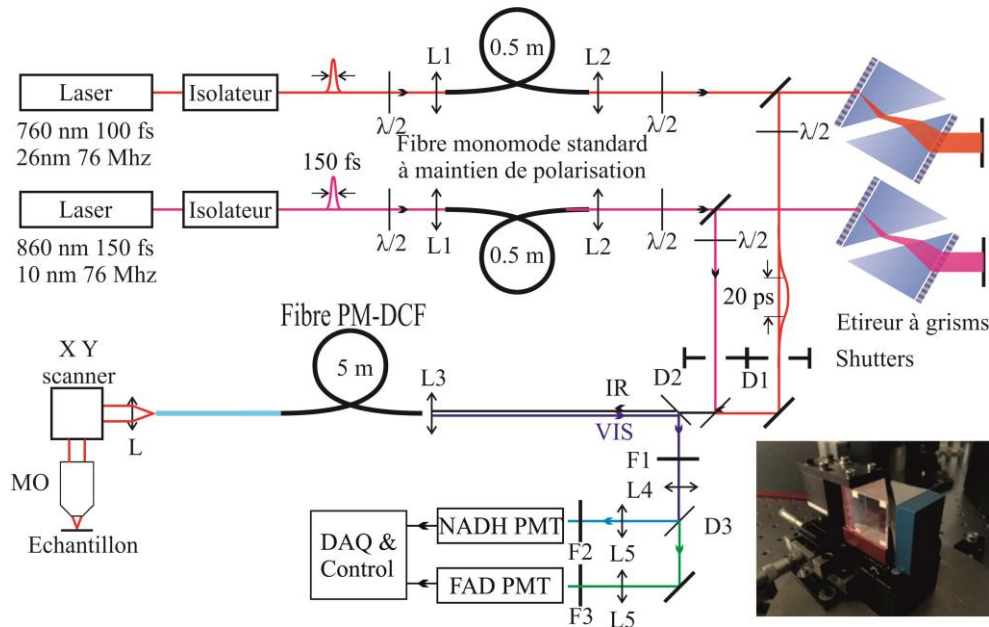 0.5 m
L1
L2
Laser
Isolateur
λ/2
λ/2
760 nm 100 fs
26nm 76 Mhz
Fibre monomode standard
à maintien de polarisation
λ/2
150 fs
Laser
Isolateur
λ/2
L1
L2
λ/2
λ/2
860 nm 150 fs
10 nm 76 Mhz
0.5 m
20 ps
Etireur à grisms
Fibre PM-DCF
Shutters
X Y
scanner
5 m
L3
D2
D1
IR
VIS
L
F1
MO
L4
D3
NADH PMT
F2
L5
Echantillon
DAQ &
Control
FAD PMT
F3
L5